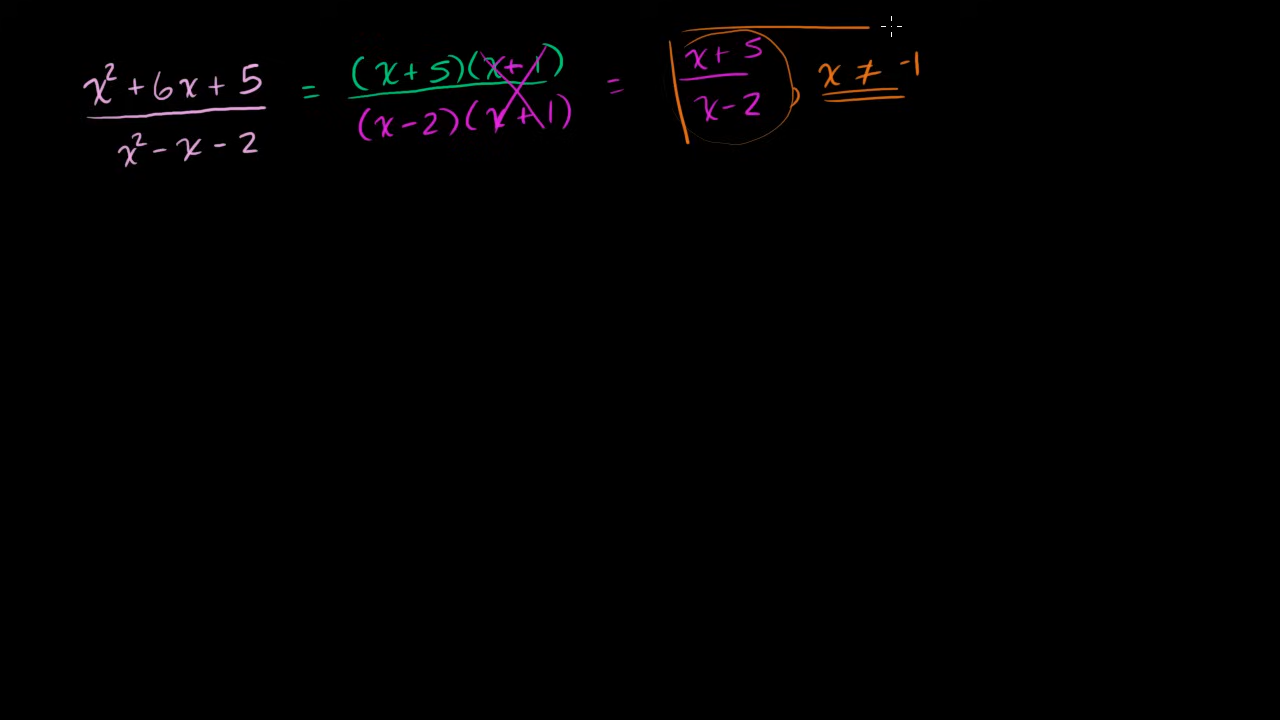 x² + 6x + 5 / x² - x - 2 = (x + 5)(x + 1) / (x - 2)(x + 1) = x + 5 / x - 2 , x ≠ -1